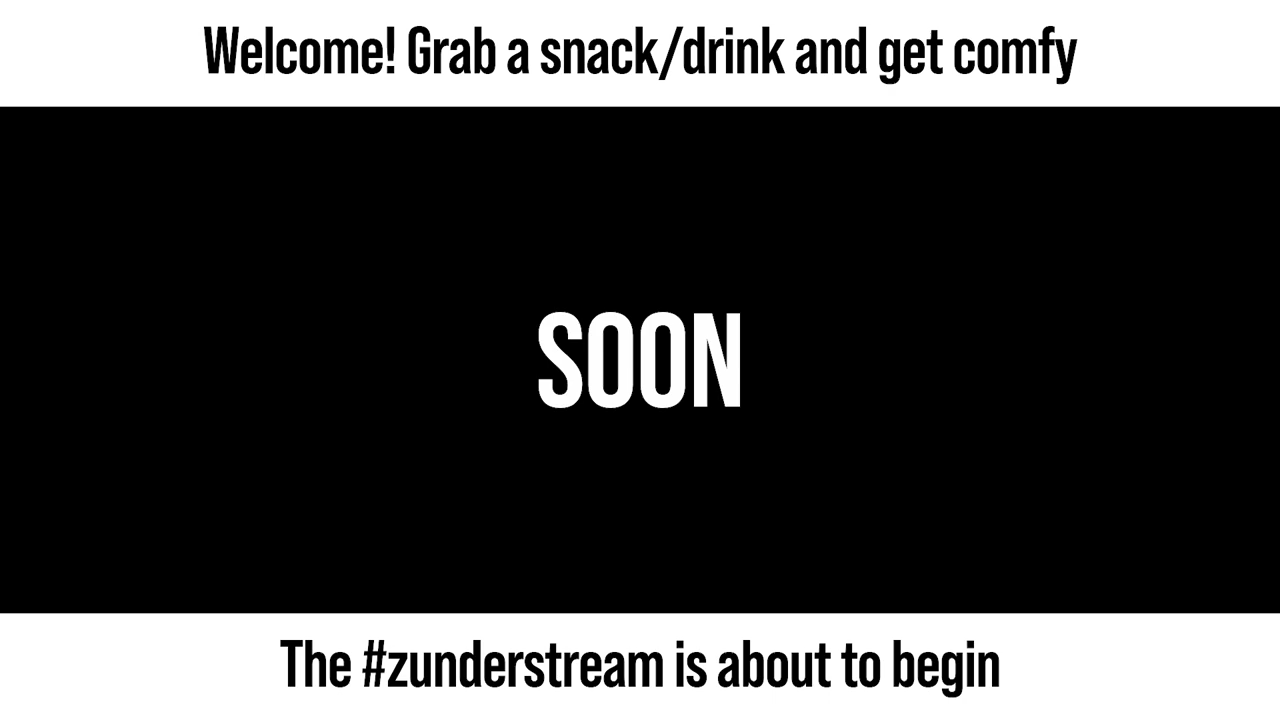 Welcome! Grab a snack/drink and get comfy
SOON
The #zunderstream is about to begin